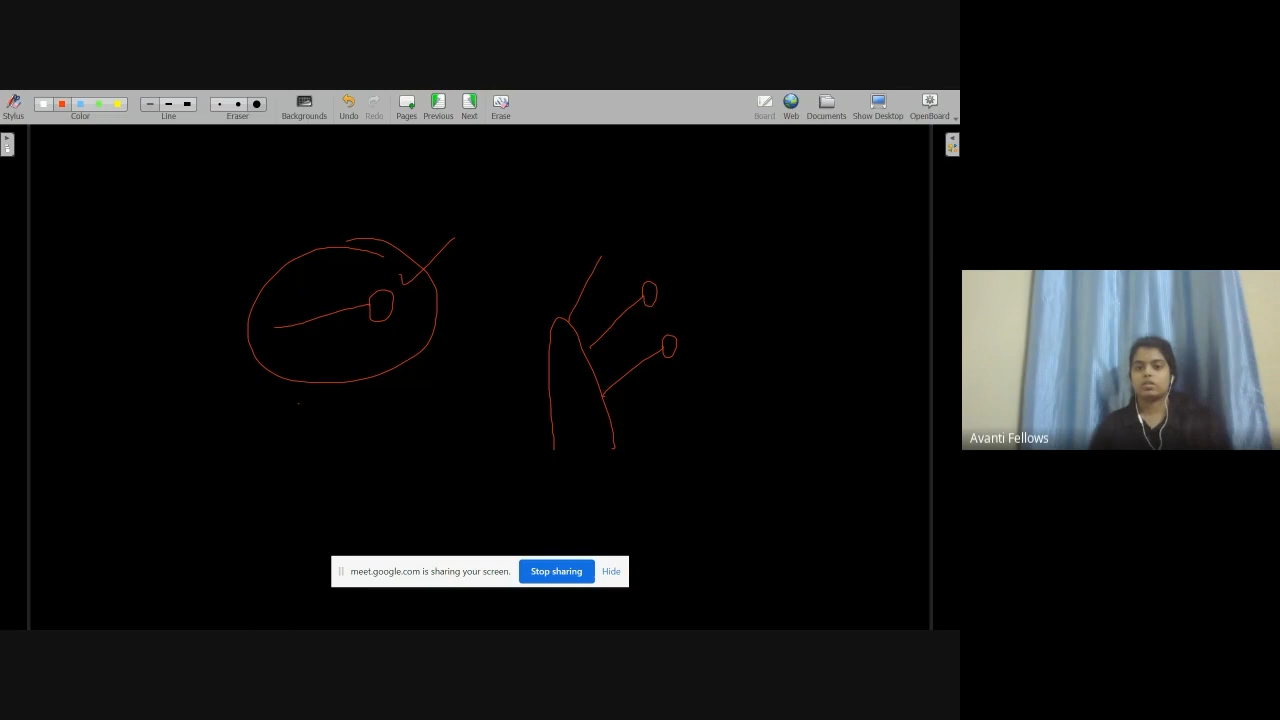 Stylus Color Line Eraser Backgrounds Undo Redo Pages Previous Next Erase Board Web Documents Show Desktop OpenBoard
Avanti Fellows
meet.google.com is sharing your screen. Stop sharing Hide